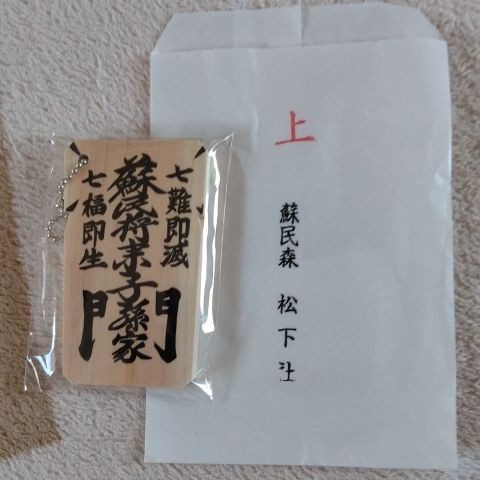 七難即滅
蘇民将来子孫家
門
七福即生
上
蘇民森 松下社